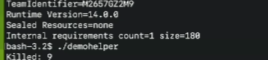 TeamIdentifier=M2657GZ2M9
Runtime Version=14.0.0
Sealed Resources=none
Internal requirements count=1 size=180
bash-3.2$ ./demohelper
Killed: 9